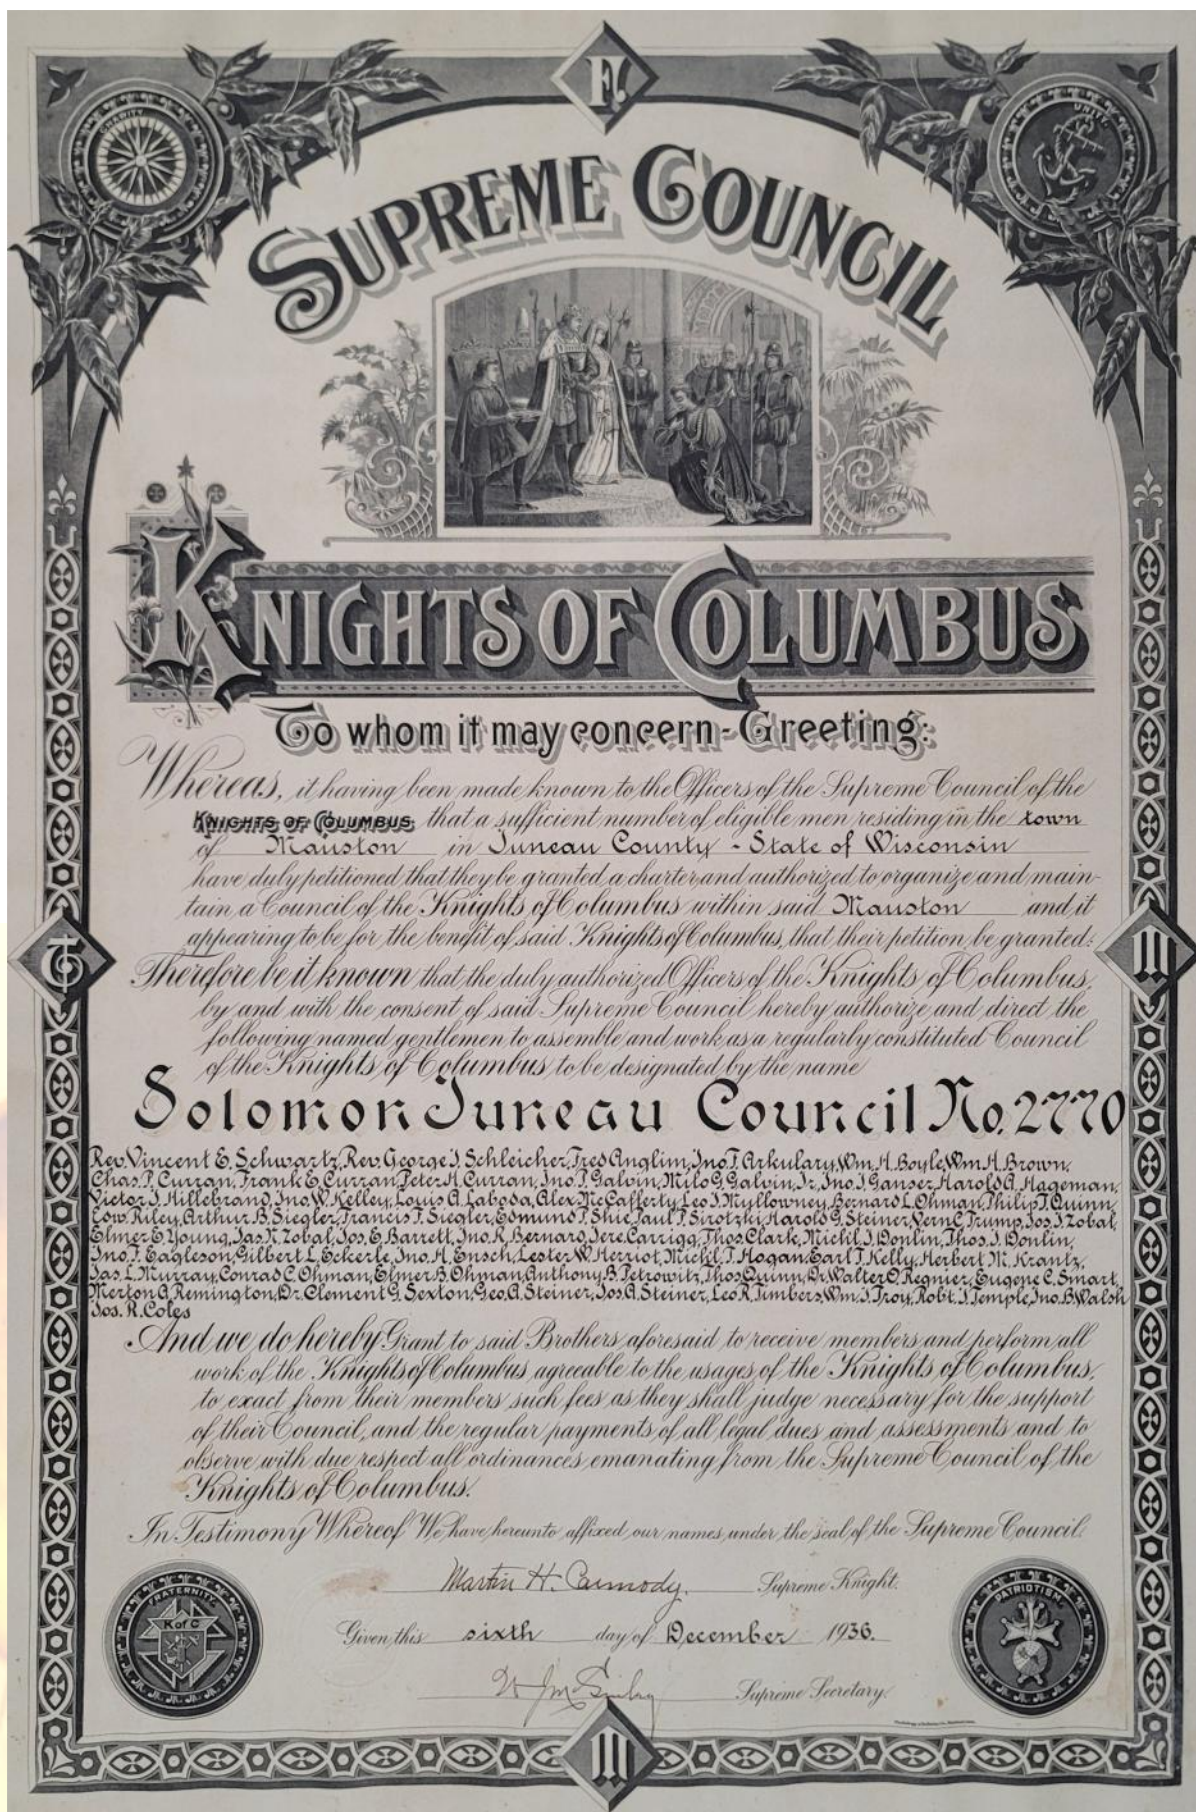 F.
CHARITY
UNITY
SUPREME COUNCIL
KNIGHTS OF COLUMBUS
To whom it may concern - Greeting:
Whereas, it having been made known to the Officers of the Supreme Council of the
KNIGHTS OF COLUMBUS that a sufficient number of eligible men residing in the town
of Mauston in Juneau County - State of Wisconsin
have duly petitioned that they be granted a charter and authorized to organize and main-
tain a Council of the Knights of Columbus within said Mauston and it
appearing to be for the benefit of said Knights of Columbus, that their petition be granted:
Therefore be it known that the duly authorized Officers of the Knights of Columbus,
by and with the consent of said Supreme Council hereby authorize and direct the
following named gentlemen to assemble and work as a regularly constituted Council
of the Knights of Columbus to be designated by the name
Solomon Juneau Council No. 2770
Rev. Vincent E. Schwartz, Rev. George J. Schleicher, Fred Anglim, Jno. T. Arkulary, Wm. H. Boyle, Wm. H. Brown,
Chas. P. Curran, Frank E. Curran, Peter H. Curran, Jno. P. Galvin, Milo G. Galvin, Jr., Jno. J. Ganser, Harold A. Hageman,
Victor J. Hillebrand, Jno. W. Kelley, Louis A. Laboda, Alex. McCafferty, Leo J. Mullowney, Bernard L. Ohman, Philip T. Quinn,
Edw. Riley, Arthur B. Siegler, Francis F. Siegler, Edmund T. Shie, Paul P. Sirotzki, Harold G. Steiner, Vern C. Trump, Jos. J. Zobal,
Elmer E. Young, Jas. N. Zobal, Jos. E. Barrett, Jno. R. Bernard, Jere. Carrigg, Thos. Clark, Michl. J. Donlin, Thos. J. Donlin,
Jno. T. Eagleson, Gilbert L. Eckerle, Jno. H. Ensch, Lester W. Herriot, Michl. T. Hogan, Earl T. Kelly, Herbert M. Krantz,
Jas. L. Murray, Conrad C. Ohman, Elmer B. Ohman, Anthony B. Petrowitz, Thos. Quinn, Dr. Walter O. Regnier, Eugene C. Smart,
Merton A. Remington, Dr. Clement G. Sexton, Geo. A. Steiner, Jos. A. Steiner, Leo R. Timbers, Wm. J. Troy, Robt. J. Temple, Jno. B. Walsh
Jos. R. Coles
And we do hereby Grant to said Brothers aforesaid to receive members and perform all
work of the Knights of Columbus agreeable to the usages of the Knights of Columbus,
to exact from their members such fees as they shall judge necessary for the support
of their Council, and the regular payments of all legal dues and assessments and to
observe with due respect all ordinances emanating from the Supreme Council of the
Knights of Columbus.
In Testimony Whereof We have hereunto affixed our names under the seal of the Supreme Council.
Martin H. Carmody. Supreme Knight.
Given this sixth day of December 1936.
Supreme Secretary.
FRATERNITY
K of C
PATRIOTISM